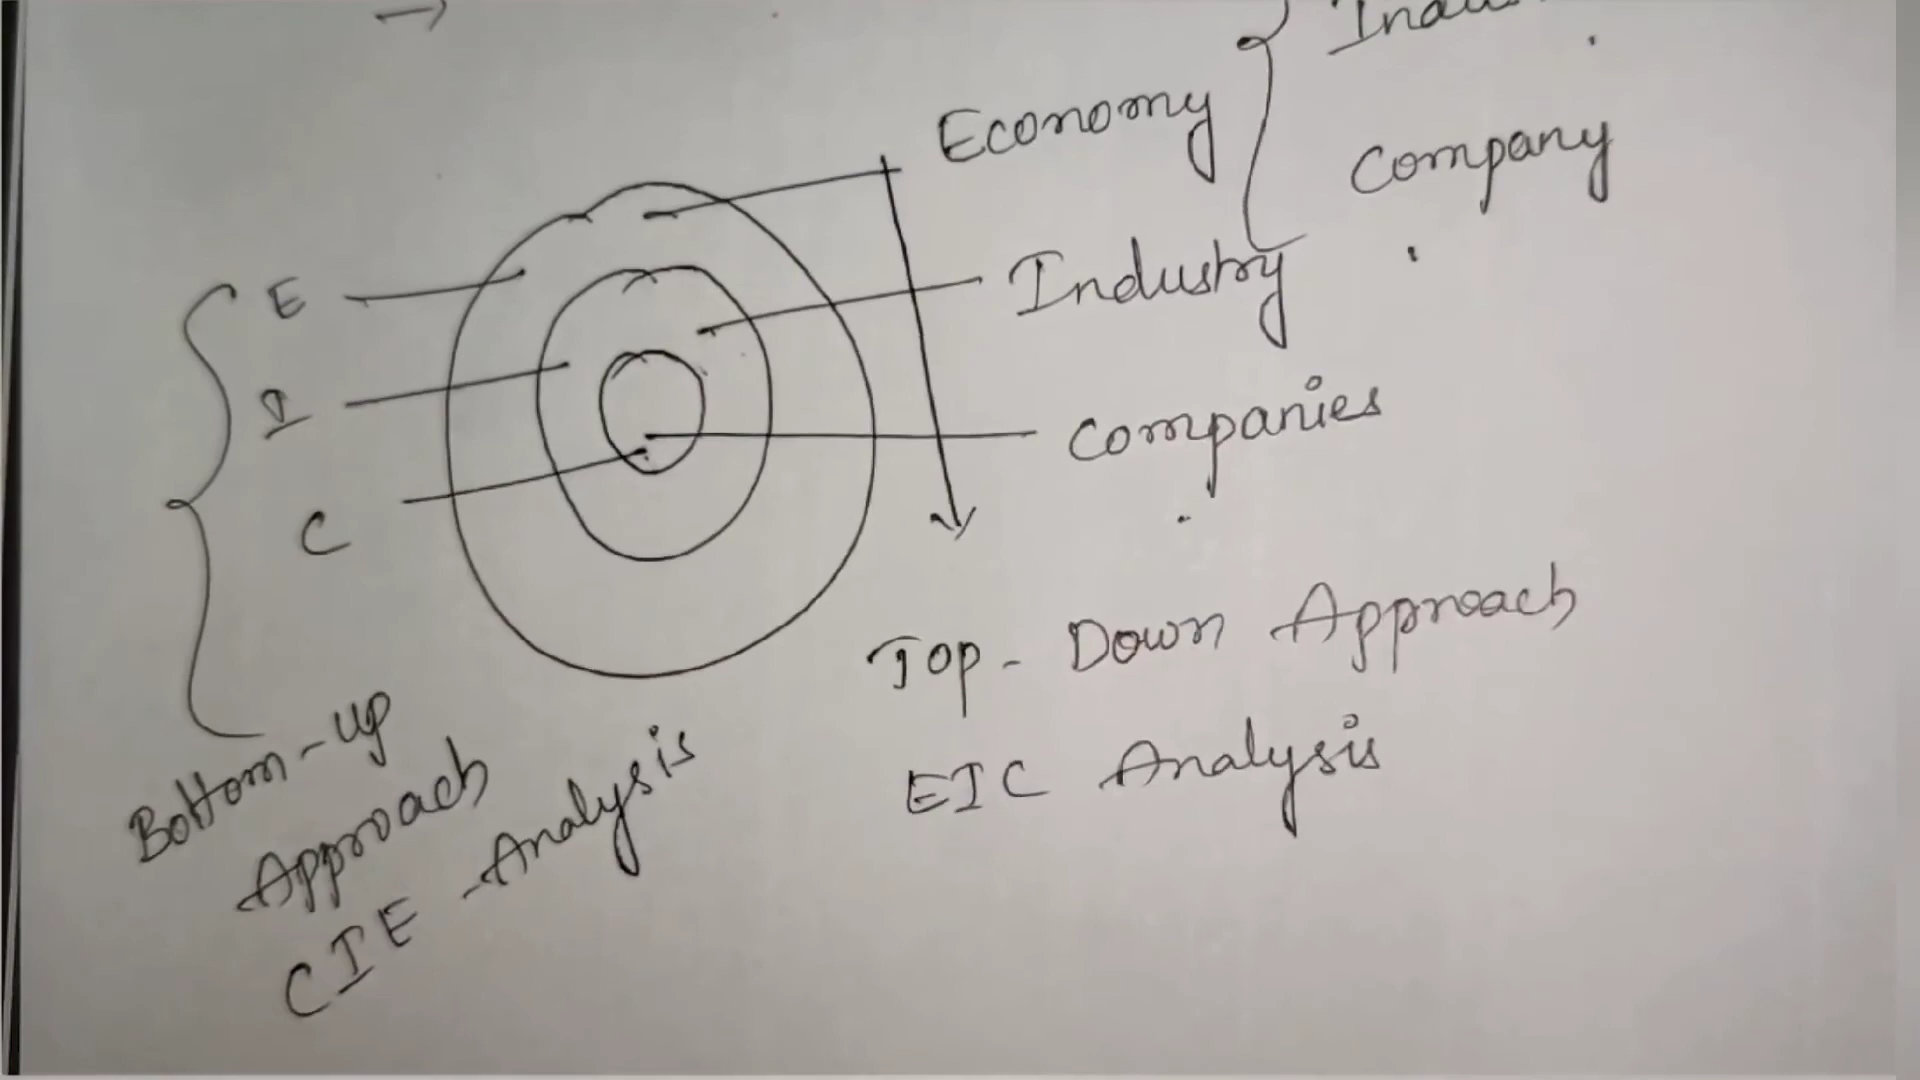 Economy
Company
Industry
Companies
E
I
C
Top-Down Approach
EIC Analysis
Bottom-up
Approach
CIE Analysis